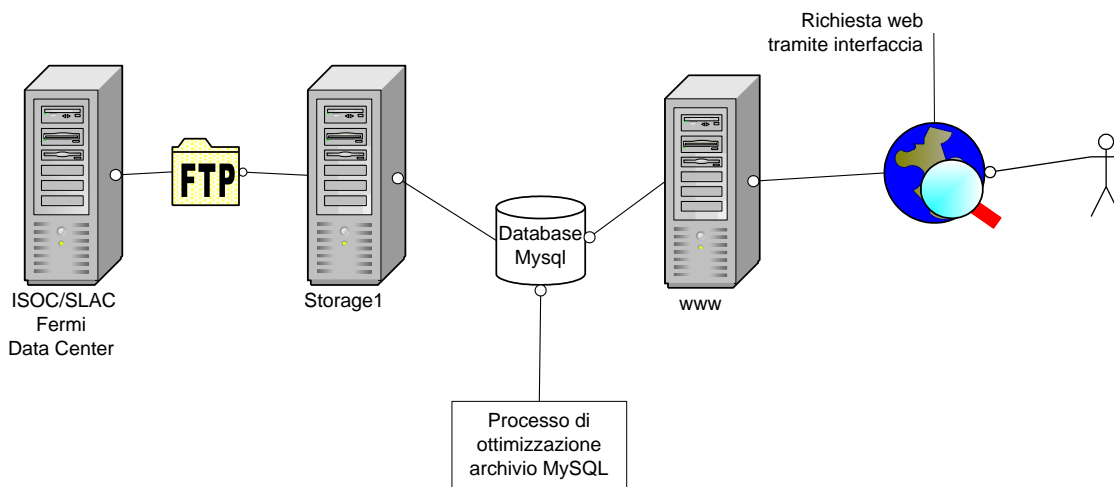 Richiesta web
tramite interfaccia
FTP
Database
Mysql
ISOC/SLAC
Fermi
Data Center
Storage1
www
Processo di
ottimizzazione
archivio MySQL